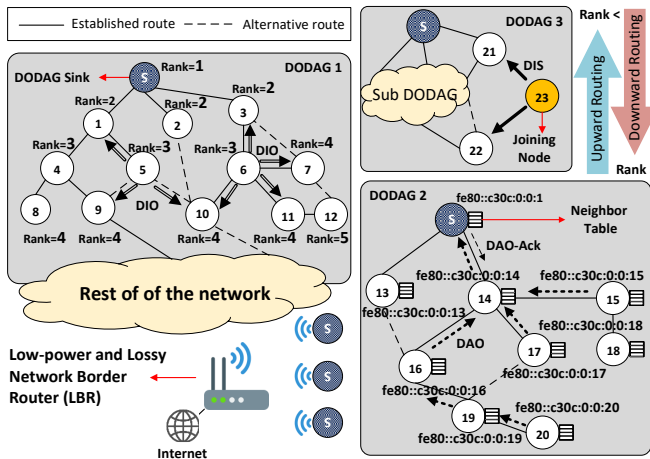 Established route
Alternative route
DODAG 1
DODAG Sink
S
Rank=1
Rank=2
Rank=2
Rank=2
1
2
3
Rank=3
Rank=3
Rank=3
DIO
Rank=4
4
5
6
7
DIO
8
9
10
11
12
Rank=4
Rank=4
Rank=4
Rank=4
Rank=5
Rest of of the network
Low-power and Lossy
Network Border
Router (LBR)
Internet
S
S
S
DODAG 3
S
21
DIS
Sub DODAG
23
22
Joining
Node
Rank <
Upward Routing
Downward Routing
Rank
DODAG 2
fe80::c30c:0:0:1
S
Neighbor
Table
DAO-Ack
fe80::c30c:0:0:14
fe80::c30c:0:0:15
13
14
15
fe80::c30c:0:0:13
fe80::c30c:0:0:18
DAO
16
17
18
fe80::c30c:0:0:17
fe80::c30c:0:0:16
fe80::c30c:0:0:20
19
20
fe80::c30c:0:0:19